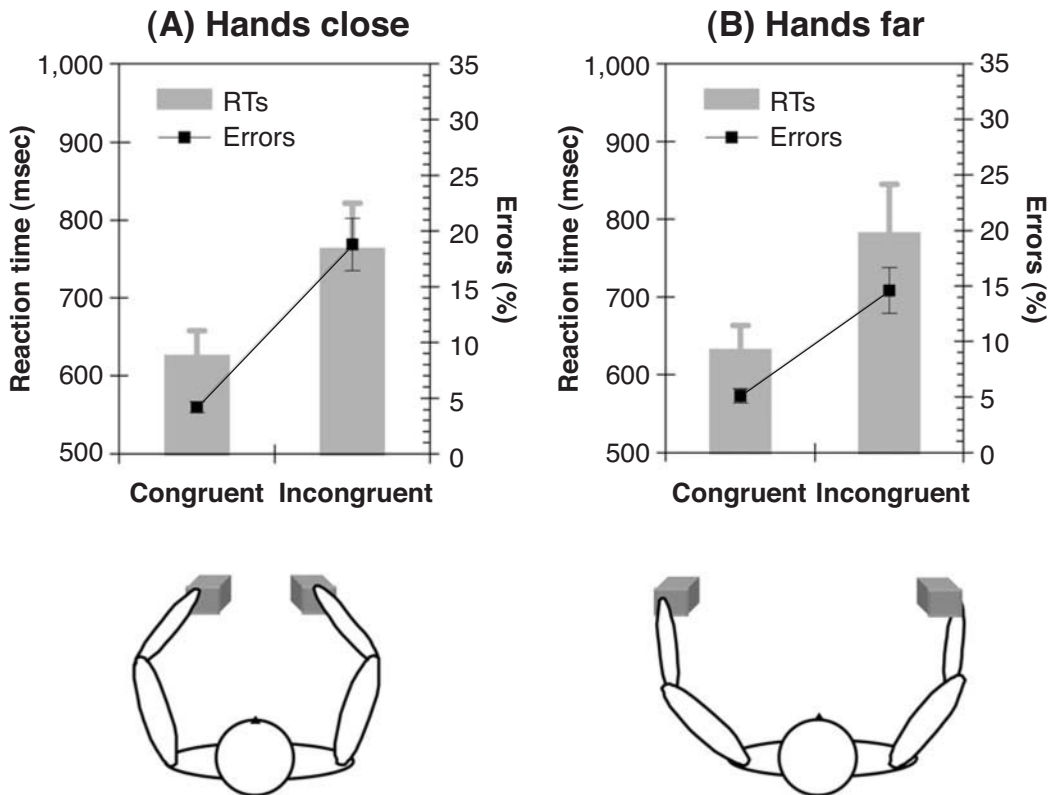 (A) Hands close
1,000
900
800
700
600
500
Reaction time (msec)
RTs
Errors
35
30
25
20
15
10
5
0
Errors (%)
Congruent Incongruent
(B) Hands far
1,000
900
800
700
600
500
Reaction time (msec)
RTs
Errors
35
30
25
20
15
10
5
0
Errors (%)
Congruent Incongruent